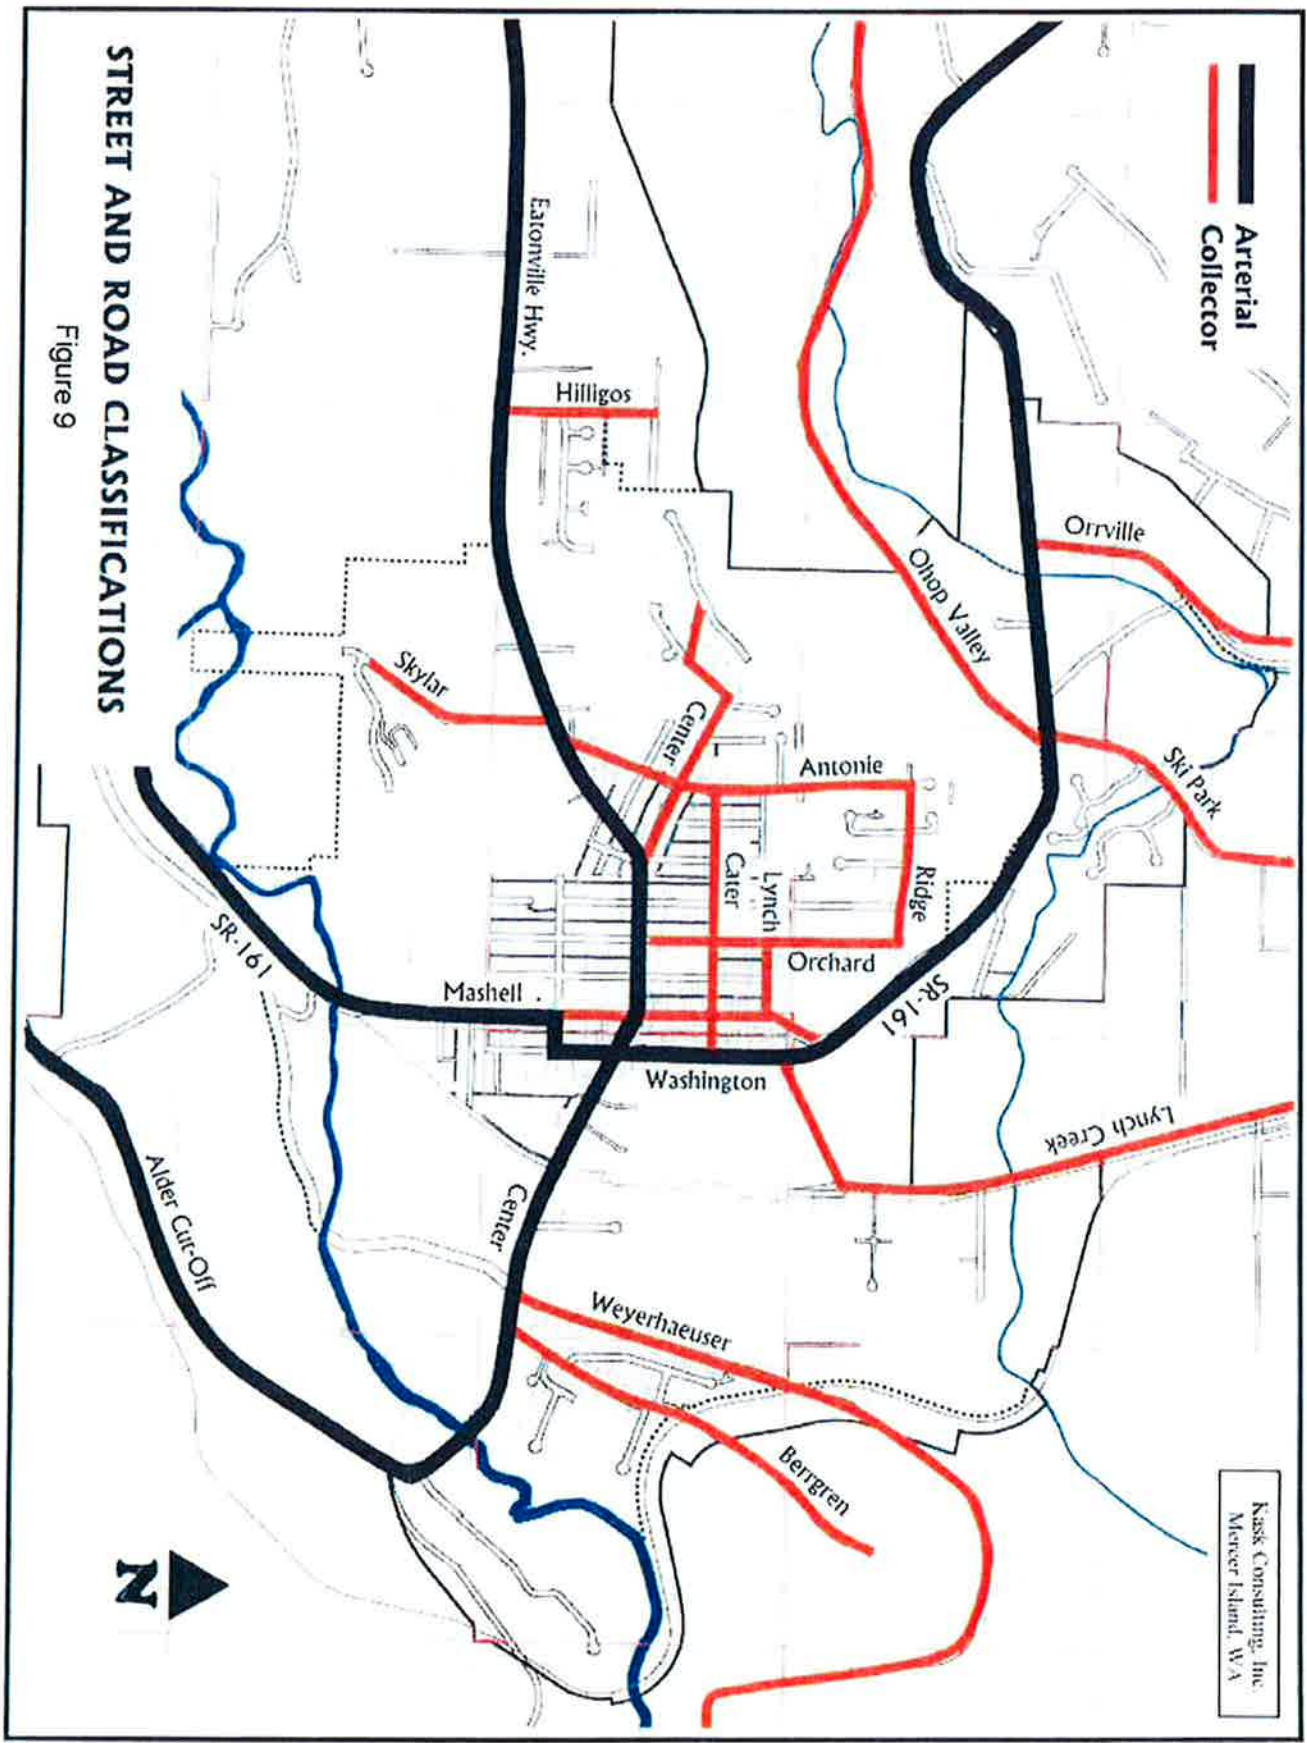 Arterial
Collector
Kask Consulting, Inc.
Mercer Island, WA
Orrville
Ski Park
Ohop Valley
Lynch Creek
SR-161
Antonie
Ridge
Orchard
Lynch
Cater
Washington
Center
Hilligos
Eatonville Hwy.
Skylar
Mashell
SR-161
Center
Weyerhaeuser
Berrgren
Alder Cut-Off
N
STREET AND ROAD CLASSIFICATIONS
Figure 9